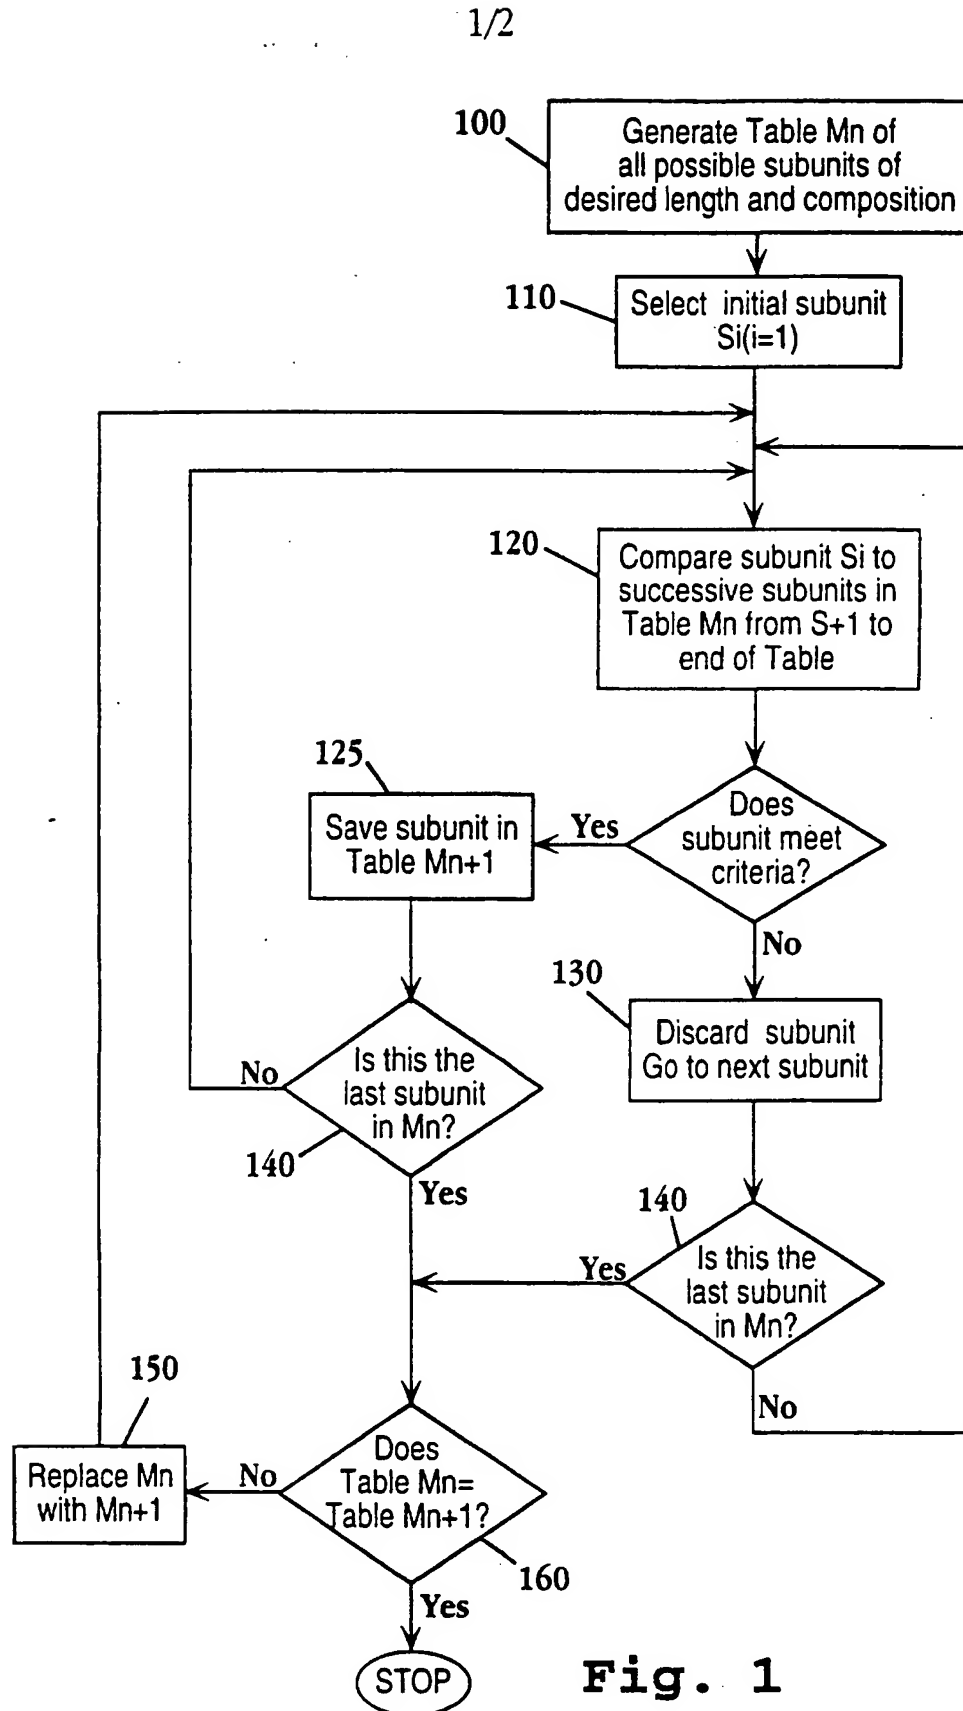 1/2
100
Generate Table Mn of
all possible subunits of
desired length and composition
110
Select initial subunit
Si(i=1)
120
Compare subunit Si to
successive subunits in
Table Mn from S+1 to
end of Table
125
Save subunit in
Table Mn+1
Yes
Does
subunit meet
criteria?
No
130
Discard subunit
Go to next subunit
No
Is this the
last subunit
in Mn?
140
Yes
140
Yes
Is this the
last subunit
in Mn?
No
150
Replace Mn
with Mn+1
No
Does
Table Mn=
Table Mn+1?
160
Yes
STOP
Fig. 1